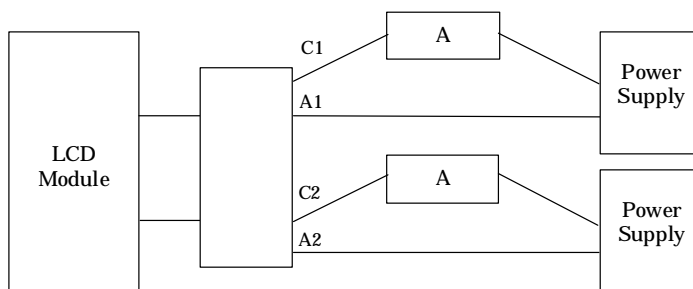 C1
A
Power
Supply
A1
LCD
Module
C2
A
Power
Supply
A2